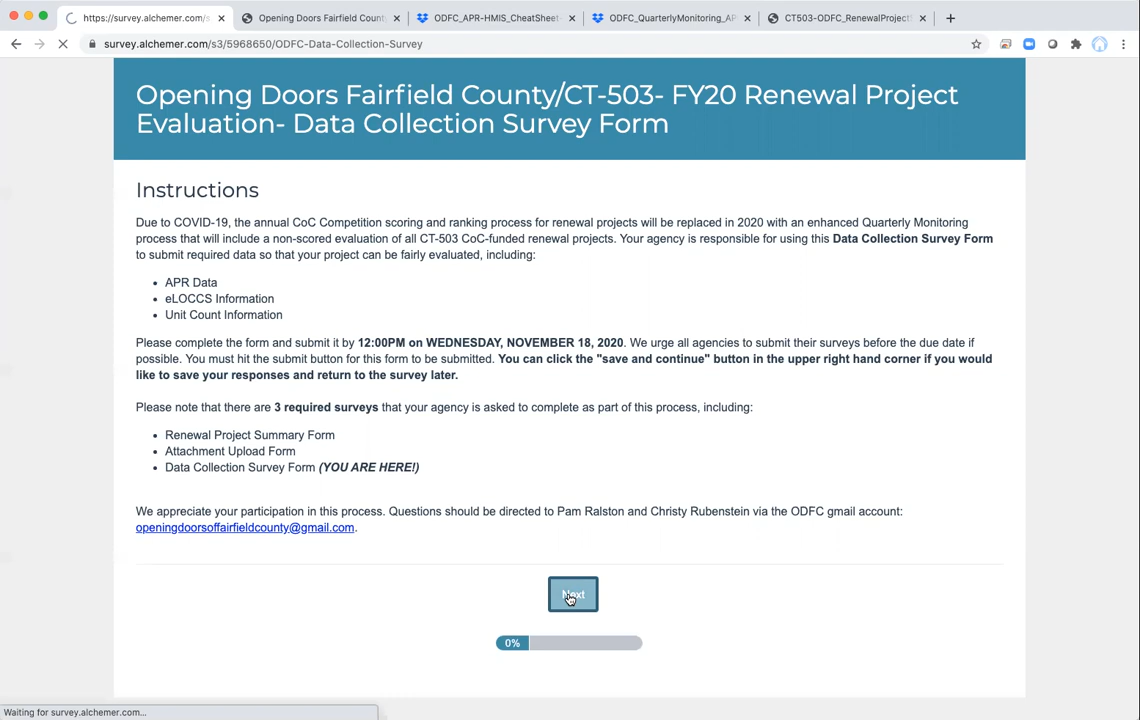 https://survey.alchemer.com/s
Opening Doors Fairfield Count
ODFC_APR-HMIS_CheatSheet-
ODFC_QuarterlyMonitoring_AP
CT503-ODFC_RenewalProjectS
survey.alchemer.com/s3/5968650/ODFC-Data-Collection-Survey
Opening Doors Fairfield County/CT-503- FY20 Renewal Project
Evaluation- Data Collection Survey Form
Instructions
Due to COVID-19, the annual CoC Competition scoring and ranking process for renewal projects will be replaced in 2020 with an enhanced Quarterly Monitoring
process that will include a non-scored evaluation of all CT-503 CoC-funded renewal projects. Your agency is responsible for using this Data Collection Survey Form
to submit required data so that your project can be fairly evaluated, including:
• APR Data
• eLOCCS Information
• Unit Count Information
Please complete the form and submit it by 12:00PM on WEDNESDAY, NOVEMBER 18, 2020. We urge all agencies to submit their surveys before the due date if
possible. You must hit the submit button for this form to be submitted. You can click the "save and continue" button in the upper right hand corner if you would
like to save your responses and return to the survey later.
Please note that there are 3 required surveys that your agency is asked to complete as part of this process, including:
• Renewal Project Summary Form
• Attachment Upload Form
• Data Collection Survey Form (YOU ARE HERE!)
We appreciate your participation in this process. Questions should be directed to Pam Ralston and Christy Rubenstein via the ODFC gmail account:
openingdoorsoffairfieldcounty@gmail.com.
Next
0%
Waiting for survey.alchemer.com...